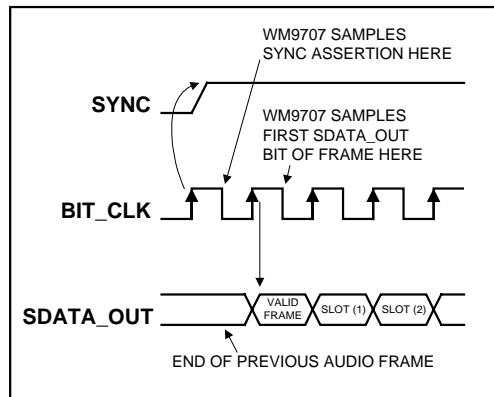 WM9707 SAMPLES
SYNC ASSERTION HERE
SYNC
WM9707 SAMPLES
FIRST SDATA_OUT
BIT OF FRAME HERE
BIT_CLK
VALID
FRAME
SLOT (1)
SLOT (2)
SDATA_OUT
END OF PREVIOUS AUDIO FRAME